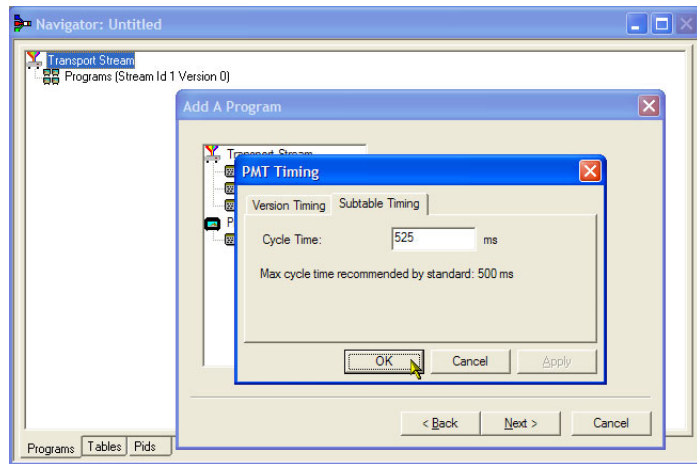 Navigator: Untitled
Transport Stream
Programs (Stream Id 1 Version 0)
Add A Program
Transport Stream
P
PMT Timing
Version Timing
Subtable Timing
Cycle Time:
525
ms
Max cycle time recommended by standard: 500 ms
OK
Cancel
Apply
< Back
Next >
Cancel
Programs
Tables
Pids